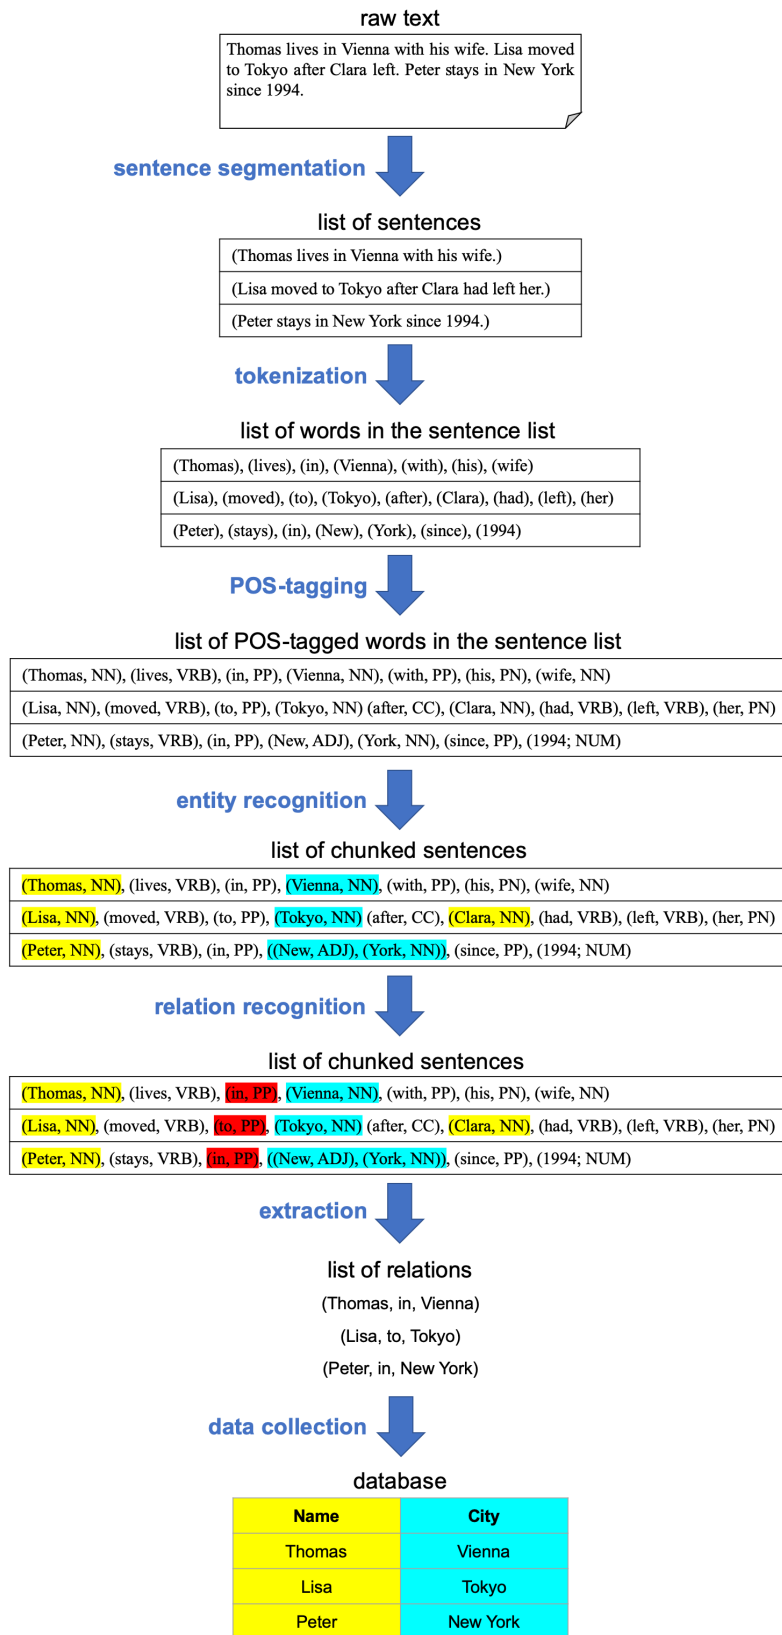 raw text
Thomas lives in Vienna with his wife. Lisa moved
to Tokyo after Clara left. Peter stays in New York
since 1994.
sentence segmentation
list of sentences
(Thomas lives in Vienna with his wife.)
(Lisa moved to Tokyo after Clara had left her.)
(Peter stays in New York since 1994.)
tokenization
list of words in the sentence list
(Thomas), (lives), (in), (Vienna), (with), (his), (wife)
(Lisa), (moved), (to), (Tokyo), (after), (Clara), (had), (left), (her)
(Peter), (stays), (in), (New), (York), (since), (1994)
POS-tagging
list of POS-tagged words in the sentence list
(Thomas, NN), (lives, VRB), (in, PP), (Vienna, NN), (with, PP), (his, PN), (wife, NN)
(Lisa, NN), (moved, VRB), (to, PP), (Tokyo, NN) (after, CC), (Clara, NN), (had, VRB), (left, VRB), (her, PN)
(Peter, NN), (stays, VRB), (in, PP), (New, ADJ), (York, NN), (since, PP), (1994; NUM)
entity recognition
list of chunked sentences
(Thomas, NN), (lives, VRB), (in, PP), (Vienna, NN), (with, PP), (his, PN), (wife, NN)
(Lisa, NN), (moved, VRB), (to, PP), (Tokyo, NN) (after, CC), (Clara, NN), (had, VRB), (left, VRB), (her, PN)
(Peter, NN), (stays, VRB), (in, PP), ((New, ADJ), (York, NN)), (since, PP), (1994; NUM)
relation recognition
list of chunked sentences
(Thomas, NN), (lives, VRB), (in, PP), (Vienna, NN), (with, PP), (his, PN), (wife, NN)
(Lisa, NN), (moved, VRB), (to, PP), (Tokyo, NN) (after, CC), (Clara, NN), (had, VRB), (left, VRB), (her, PN)
(Peter, NN), (stays, VRB), (in, PP), ((New, ADJ), (York, NN)), (since, PP), (1994; NUM)
extraction
list of relations
(Thomas, in, Vienna)
(Lisa, to, Tokyo)
(Peter, in, New York)
data collection
database
Name City
Thomas Vienna
Lisa Tokyo
Peter New York